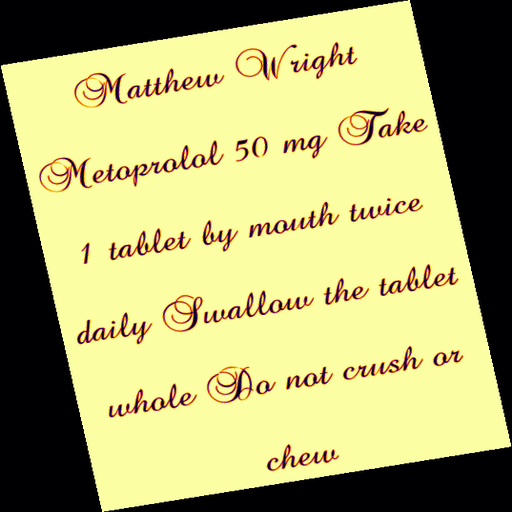 Matthew Wright
Metoprolol 50 mg Take
1 tablet by mouth twice
daily Swallow the tablet
whole Do not crush or
chew